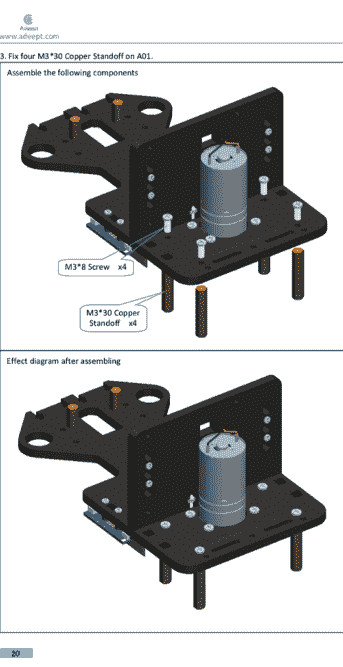 Adeept
www.adeept.com
3. Fix four M3*30 Copper Standoff on A01.
Assemble the following components
M3*8 Screw x4
M3*30 Copper
Standoff x4
Effect diagram after assembling
20